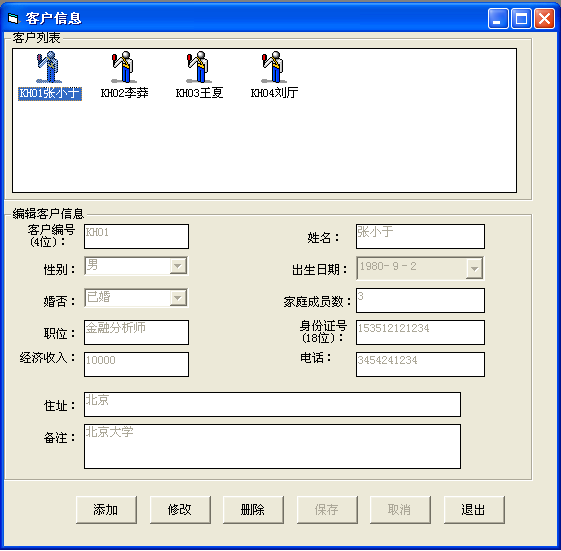 客户信息
客户列表
KH01张小于 KH02李莽 KH03王夏 KH04刘厅
编辑客户信息
客户编号
(4位)： KH01 姓名： 张小于
性别： 男 出生日期： 1980-9-2
婚否： 已婚 家庭成员数： 3
职位： 金融分析师 身份证号
(18位)： 153512121234
经济收入： 10000 电话： 3454241234
住址： 北京
备注： 北京大学
添加 修改 删除 保存 取消 退出